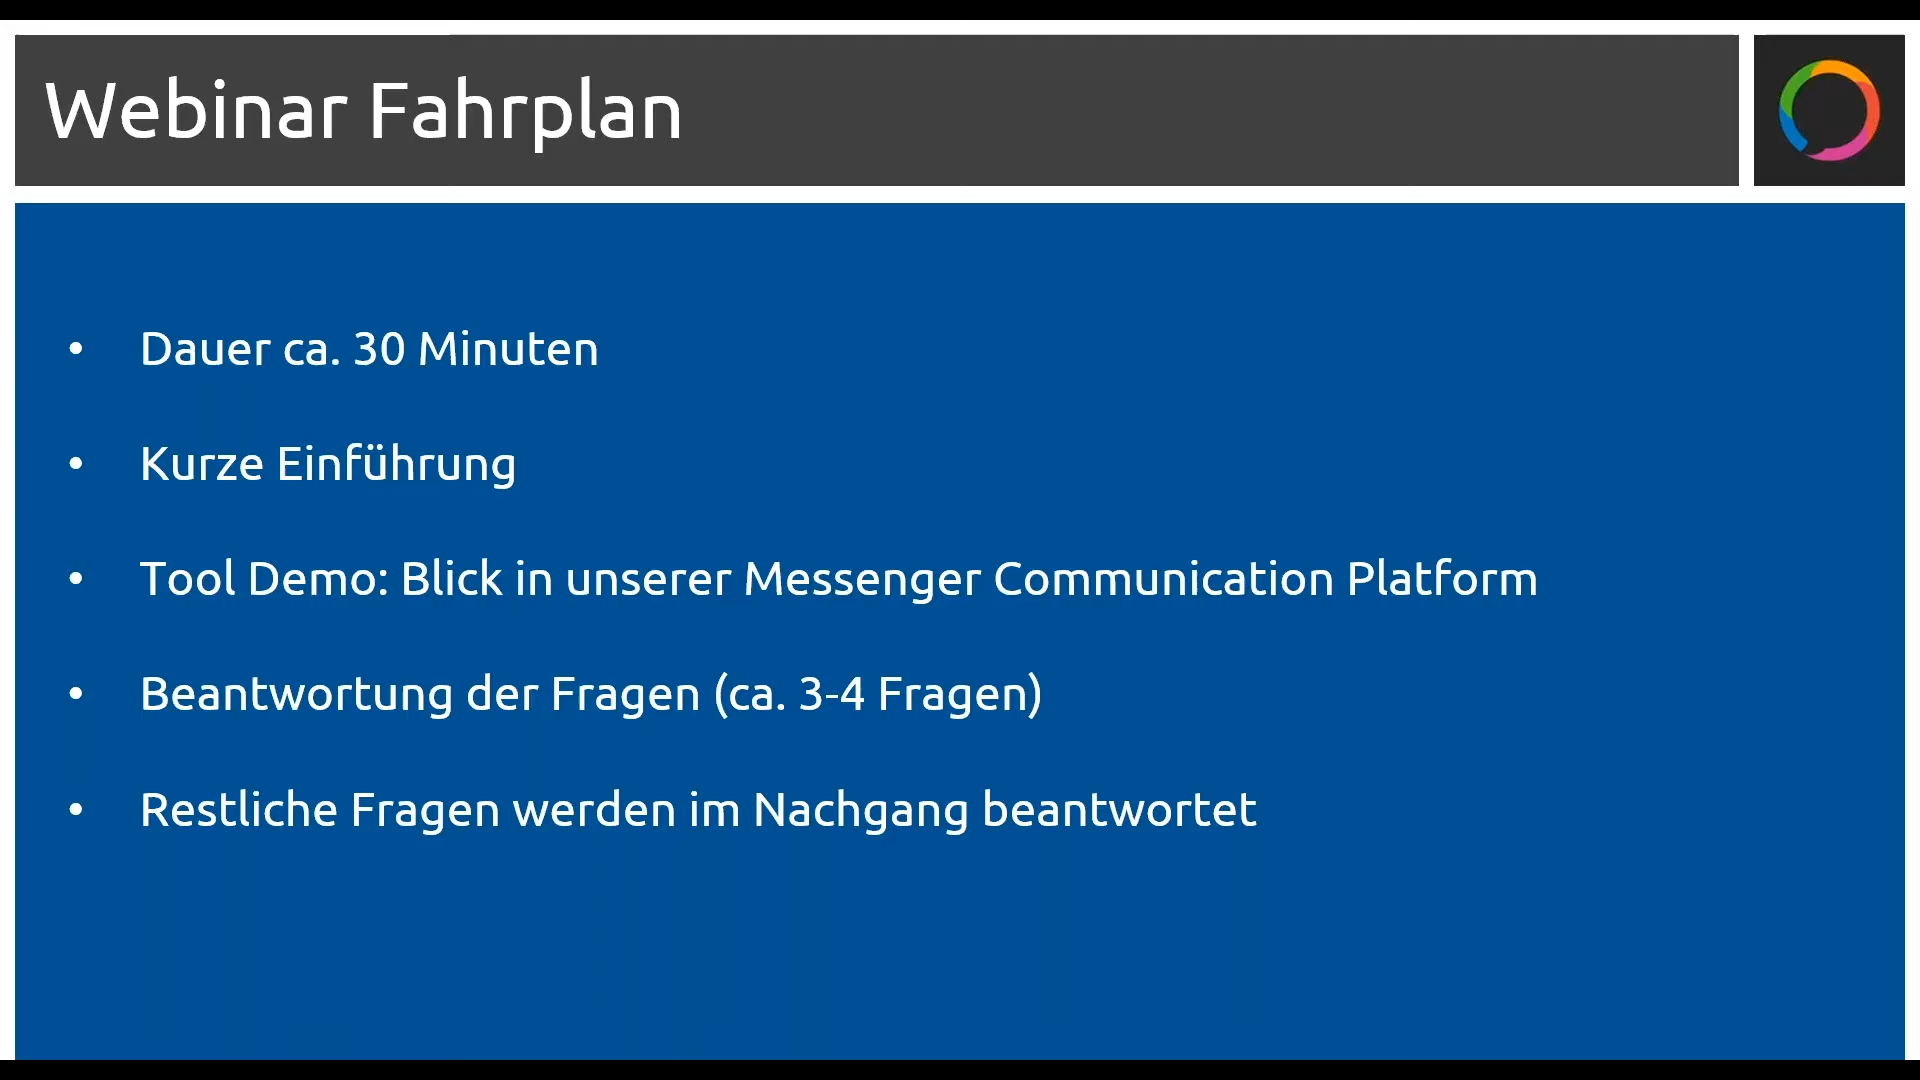 Webinar Fahrplan
• Dauer ca. 30 Minuten
• Kurze Einführung
• Tool Demo: Blick in unserer Messenger Communication Platform
• Beantwortung der Fragen (ca. 3-4 Fragen)
• Restliche Fragen werden im Nachgang beantwortet